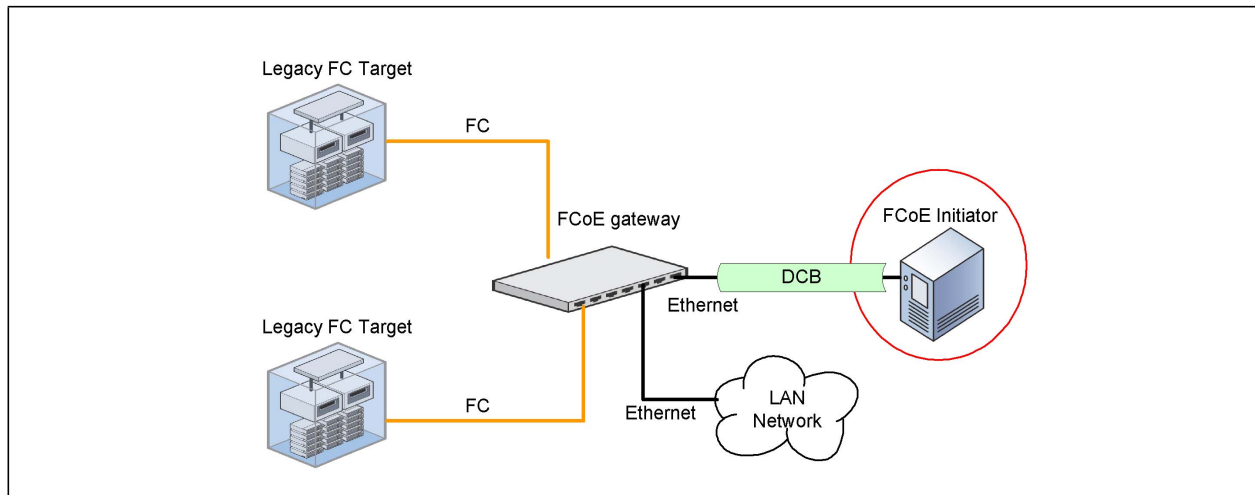 Legacy FC Target
FC
FCoE gateway
FCoE Initiator
DCB
Ethernet
Legacy FC Target
FC
Ethernet
LAN
Network